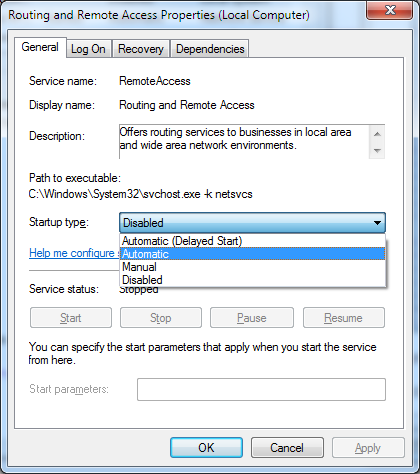 Routing and Remote Access Properties (Local Computer)
General Log On Recovery Dependencies
Service name: RemoteAccess
Display name: Routing and Remote Access
Description: Offers routing services to businesses in local area
and wide area network environments.
Path to executable:
C:\Windows\System32\svchost.exe -k netsvcs
Startup type: Disabled
Automatic (Delayed Start)
Help me configure
Automatic
Manual
Disabled
Service status: Stopped
Start Stop Pause Resume
You can specify the start parameters that apply when you start the service
from here.
Start parameters:
OK Cancel Apply